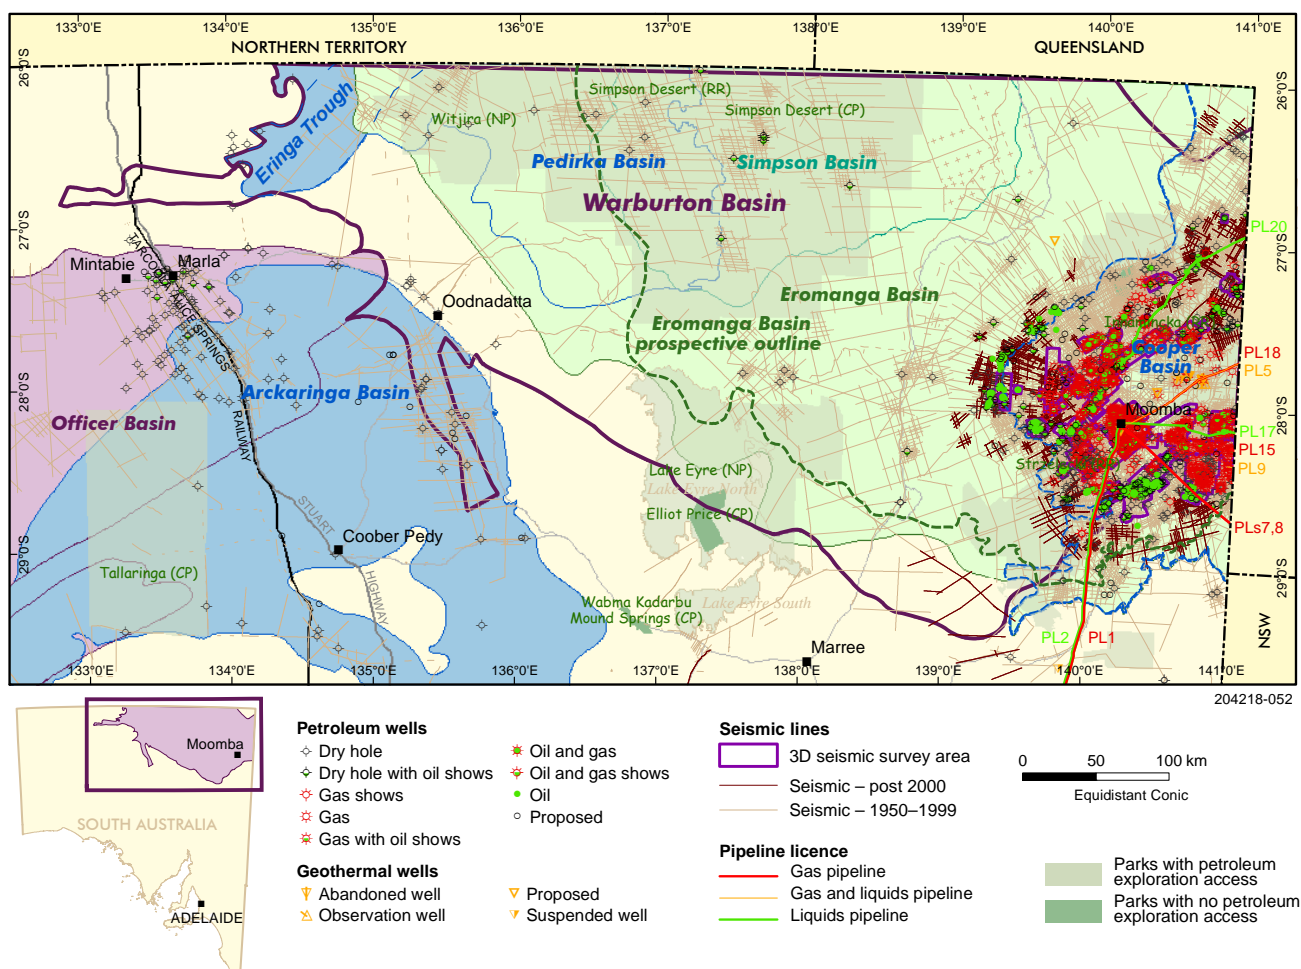 133°0'E 134°0'E 135°0'E 136°0'E 137°0'E 138°0'E 139°0'E 140°0'E 141°0'E
NORTHERN TERRITORY
QUEENSLAND
26°0'S
26°0'S
Simpson Desert (RR)
Simpson Desert (CP)
Witjira (NP)
Eringa Trough
Pedirka Basin
Simpson Basin
Warburton Basin
27°0'S
27°0'S
PL20
Mintabie
Marla
TARCOOLA
ALICE SPRINGS
RAILWAY
Oodnadatta
Eromanga Basin
Eromanga Basin
prospective outline
Cooper
Basin
PL18
PL5
28°0'S
28°0'S
Arckaringa Basin
Officer Basin
Moomba
PL17
PL15
PL9
Lake Eyre (NP)
Lake Eyre North
Elliot Price (CP)
STUART
HIGHWAY
PLs7,8
Coober Pedy
29°0'S
29°0'S
Tallaringa (CP)
Wabma Kadarbu
Mound Springs (CP)
Lake Eyre South
NSW
PL2
PL1
Marree
133°0'E 134°0'E 135°0'E 136°0'E 137°0'E 138°0'E 139°0'E 140°0'E 141°0'E
204218-052
Moomba
SOUTH AUSTRALIA
ADELAIDE
Petroleum wells
Dry hole
Dry hole with oil shows
Gas shows
Gas
Gas with oil shows
Oil and gas
Oil and gas shows
Oil
Proposed
Geothermal wells
Abandoned well
Observation well
Proposed
Suspended well
Seismic lines
3D seismic survey area
Seismic – post 2000
Seismic – 1950–1999
Pipeline licence
Gas pipeline
Gas and liquids pipeline
Liquids pipeline
0 50 100 km
Equidistant Conic
Parks with petroleum
exploration access
Parks with no petroleum
exploration access